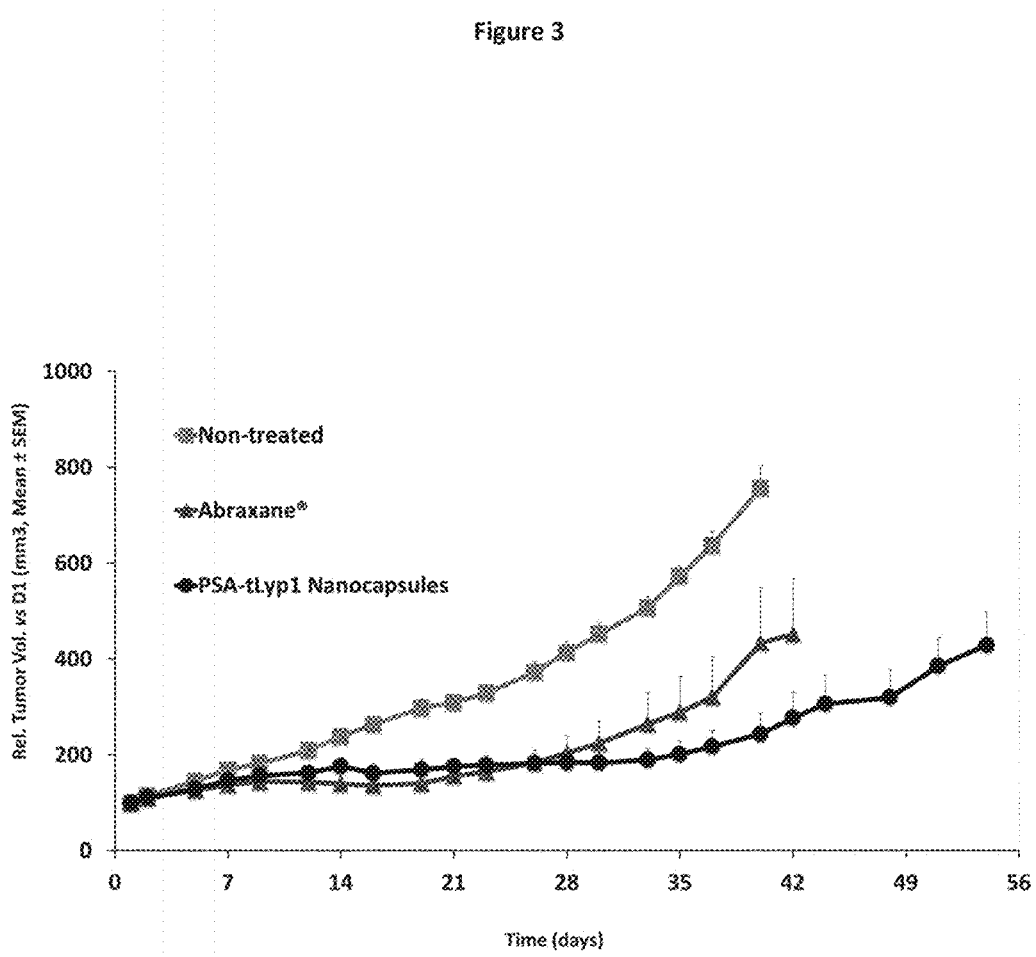 Figure 3
Rel. Tumor Vol. vs D1 (mm3, Mean ± SEM)
1000
800
600
400
200
0
Non-treated
Abraxane®
PSA-tLyp1 Nanocapsules
0 7 14 21 28 35 42 49 56
Time (days)